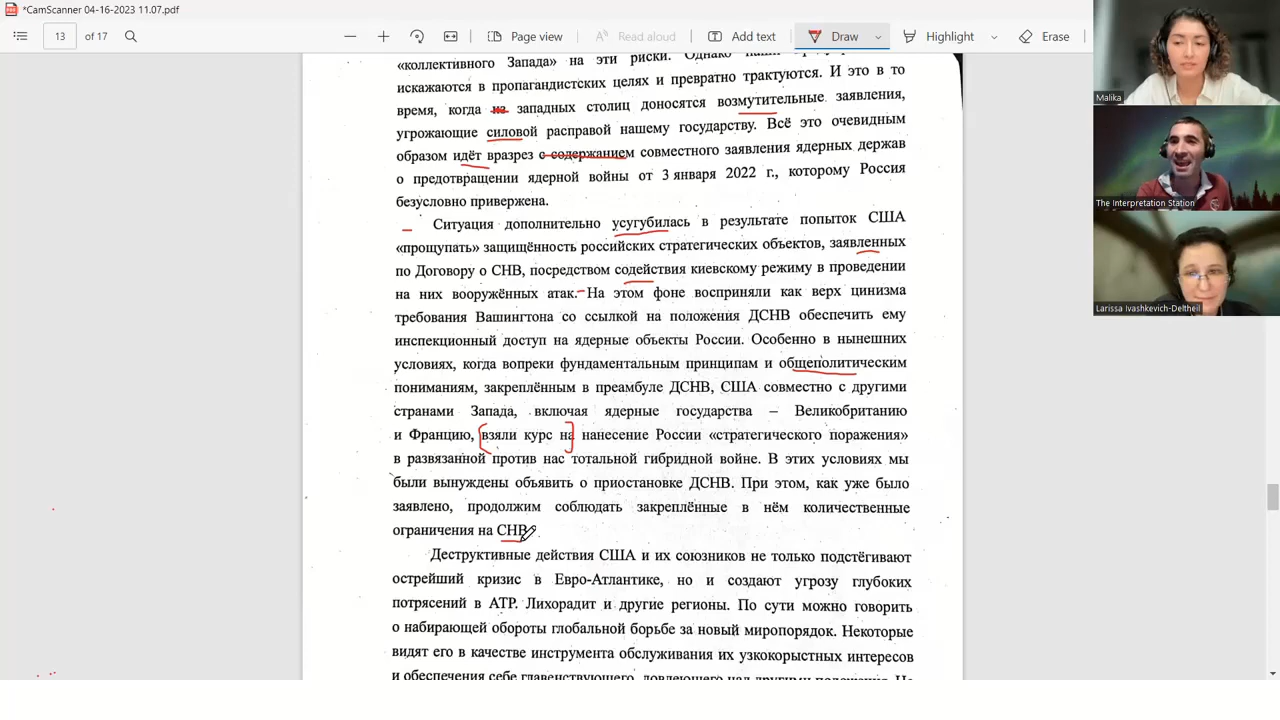 *CamScanner 04-16-2023 11.07.pdf
13 of 17 Page view Read aloud Add text Draw Highlight Erase
«коллективного Запада» на эти риски. Однако
искажаются в пропагандистских целях и превратно трактуются. И это в то
время, когда из западных столиц доносятся возмутительные заявления,
угрожающие силовой расправой нашему государству. Всё это очевидным
образом идёт вразрез с содержанием совместного заявления ядерных держав
о предотвращении ядерной войны от 3 января 2022 г., которому Россия
безусловно привержена.
Ситуация дополнительно усугубилась в результате попыток США
«прощупать» защищённость российских стратегических объектов, заявленных
по Договору о СНВ, посредством содействия киевскому режиму в проведении
на них вооружённых атак. На этом фоне восприняли как верх цинизма
требования Вашингтона со ссылкой на положения ДСНВ обеспечить ему
инспекционный доступ на ядерные объекты России. Особенно в нынешних
условиях, когда вопреки фундаментальным принципам и общеполитическим
пониманиям, закреплённым в преамбуле ДСНВ, США совместно с другими
странами Запада, включая ядерные государства – Великобританию
и Францию, взяли курс на нанесение России «стратегического поражения»
в развязанной против нас тотальной гибридной войне. В этих условиях мы
были вынуждены объявить о приостановке ДСНВ. При этом, как уже было
заявлено, продолжим соблюдать закреплённые в нём количественные
ограничения на СНВ
Деструктивные действия США и их союзников не только подстёгивают
острейший кризис в Евро-Атлантике, но и создают угрозу глубоких
потрясений в АТР. Лихорадит и другие регионы. По сути можно говорить
о набирающей обороты глобальной борьбе за новый миропорядок. Некоторые
видят его в качестве инструмента обслуживания их узкокорыстных интересов
и обеспечения себе главенствующего, довлеющего над другими положения. Но
Malika
The Interpretation Station
Larissa Ivashkevich-Deltheil